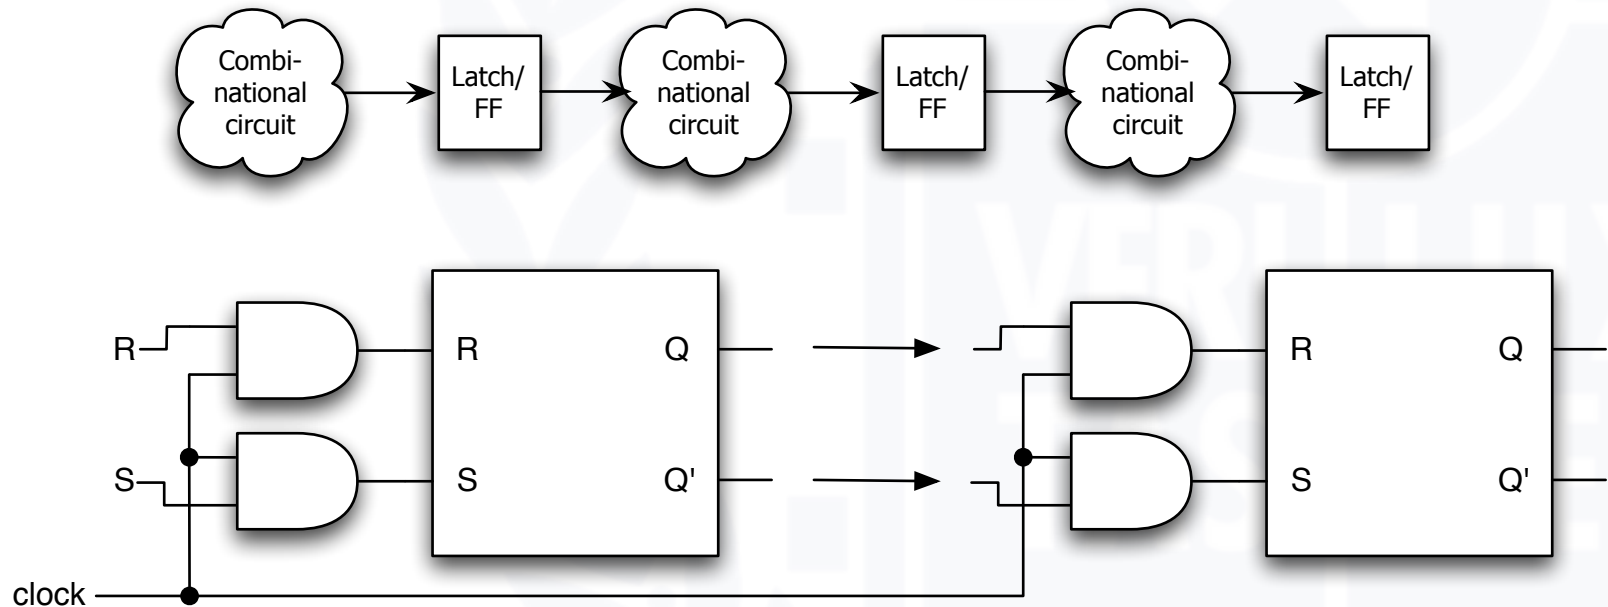 Combi-
national
circuit
Latch/
FF
Combi-
national
circuit
Latch/
FF
Combi-
national
circuit
Latch/
FF
R
R
Q
R
Q
S
S
Q'
S
Q'
clock